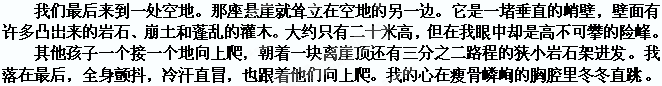 我们最后来到一处空地。那座悬崖就耸立在空地的另一边。它是一堵垂直的峭壁，壁面有
许多凸出来的岩石、崩土和蓬乱的灌木。大约只有二十米高，但在我眼中却是高不可攀的险峰。
其他孩子一个接一个地向上爬，朝着一块离崖顶还有三分之二路程的狭小岩石架进发。我
落在最后，全身颤抖，冷汗直冒，也跟着他们向上爬。我的心在瘦骨嶙峋的胸腔里冬冬直跳。